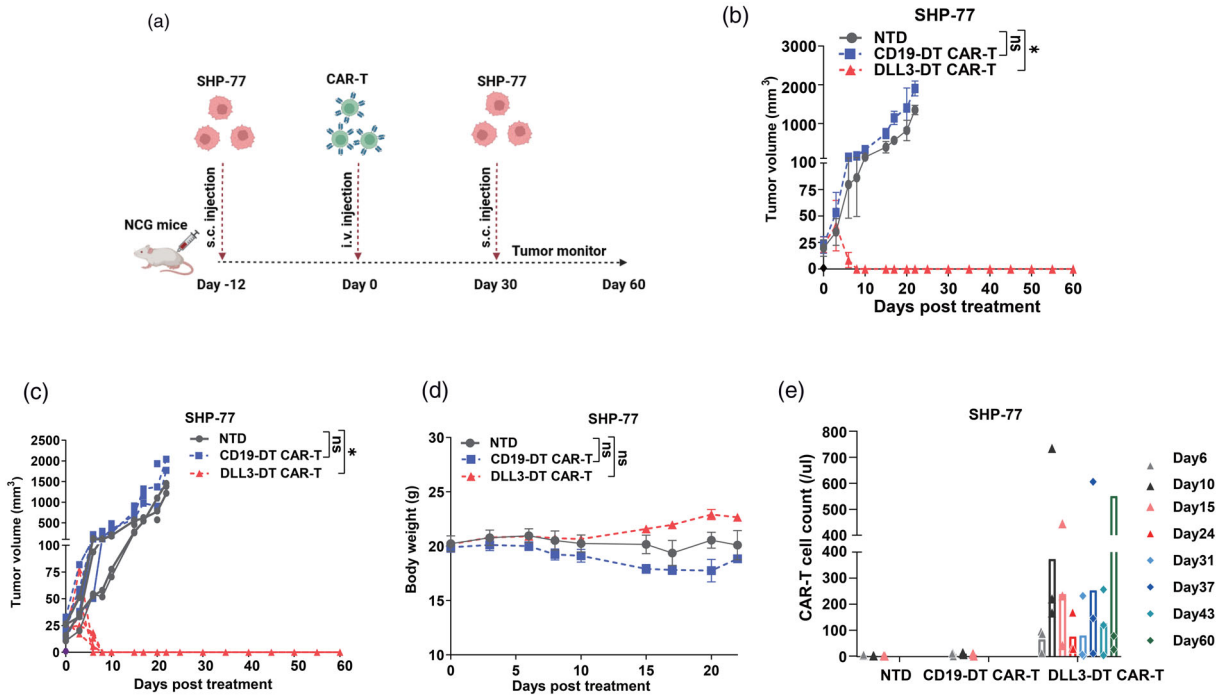 (a)
SHP-77
CAR-T
SHP-77
s.c. injection
i.v. injection
s.c. injection
NCG mice
Tumor monitor
Day -12
Day 0
Day 30
Day 60
(b)
SHP-77
NTD
CD19-DT CAR-T
DLL3-DT CAR-T
ns
*
Tumor volume (mm3)
3000
2000
1000
100
75
50
25
0
0 10 20 30 40 50 60
Days post treatment
(c)
SHP-77
NTD
CD19-DT CAR-T
DLL3-DT CAR-T
ns
*
Tumor volume (mm3)
2500
2000
1500
1000
500
100
75
50
25
0
0 10 20 30 40 50 59
Days post treatment
(d)
SHP-77
NTD
CD19-DT CAR-T
DLL3-DT CAR-T
ns
ns
Body weight (g)
30
25
20
15
10
0 5 10 15 20
Days post treatment
(e)
SHP-77
CAR-T cell count (/ul)
800
700
600
500
400
400
300
200
100
0
NTD CD19-DT CAR-T DLL3-DT CAR-T
Day6
Day10
Day15
Day24
Day31
Day37
Day43
Day60